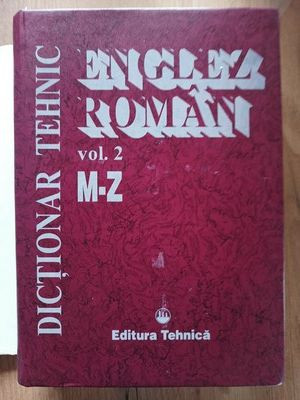 DICȚIONAR TEHNIC
ENGLEZ
ROMÂN
vol. 2
M-Z
Editura Tehnică